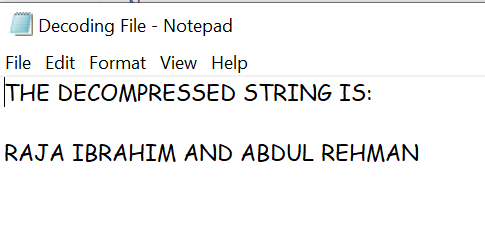 Decoding File - Notepad
File Edit Format View Help
THE DECOMPRESSED STRING IS:
RAJA IBRAHIM AND ABDUL REHMAN